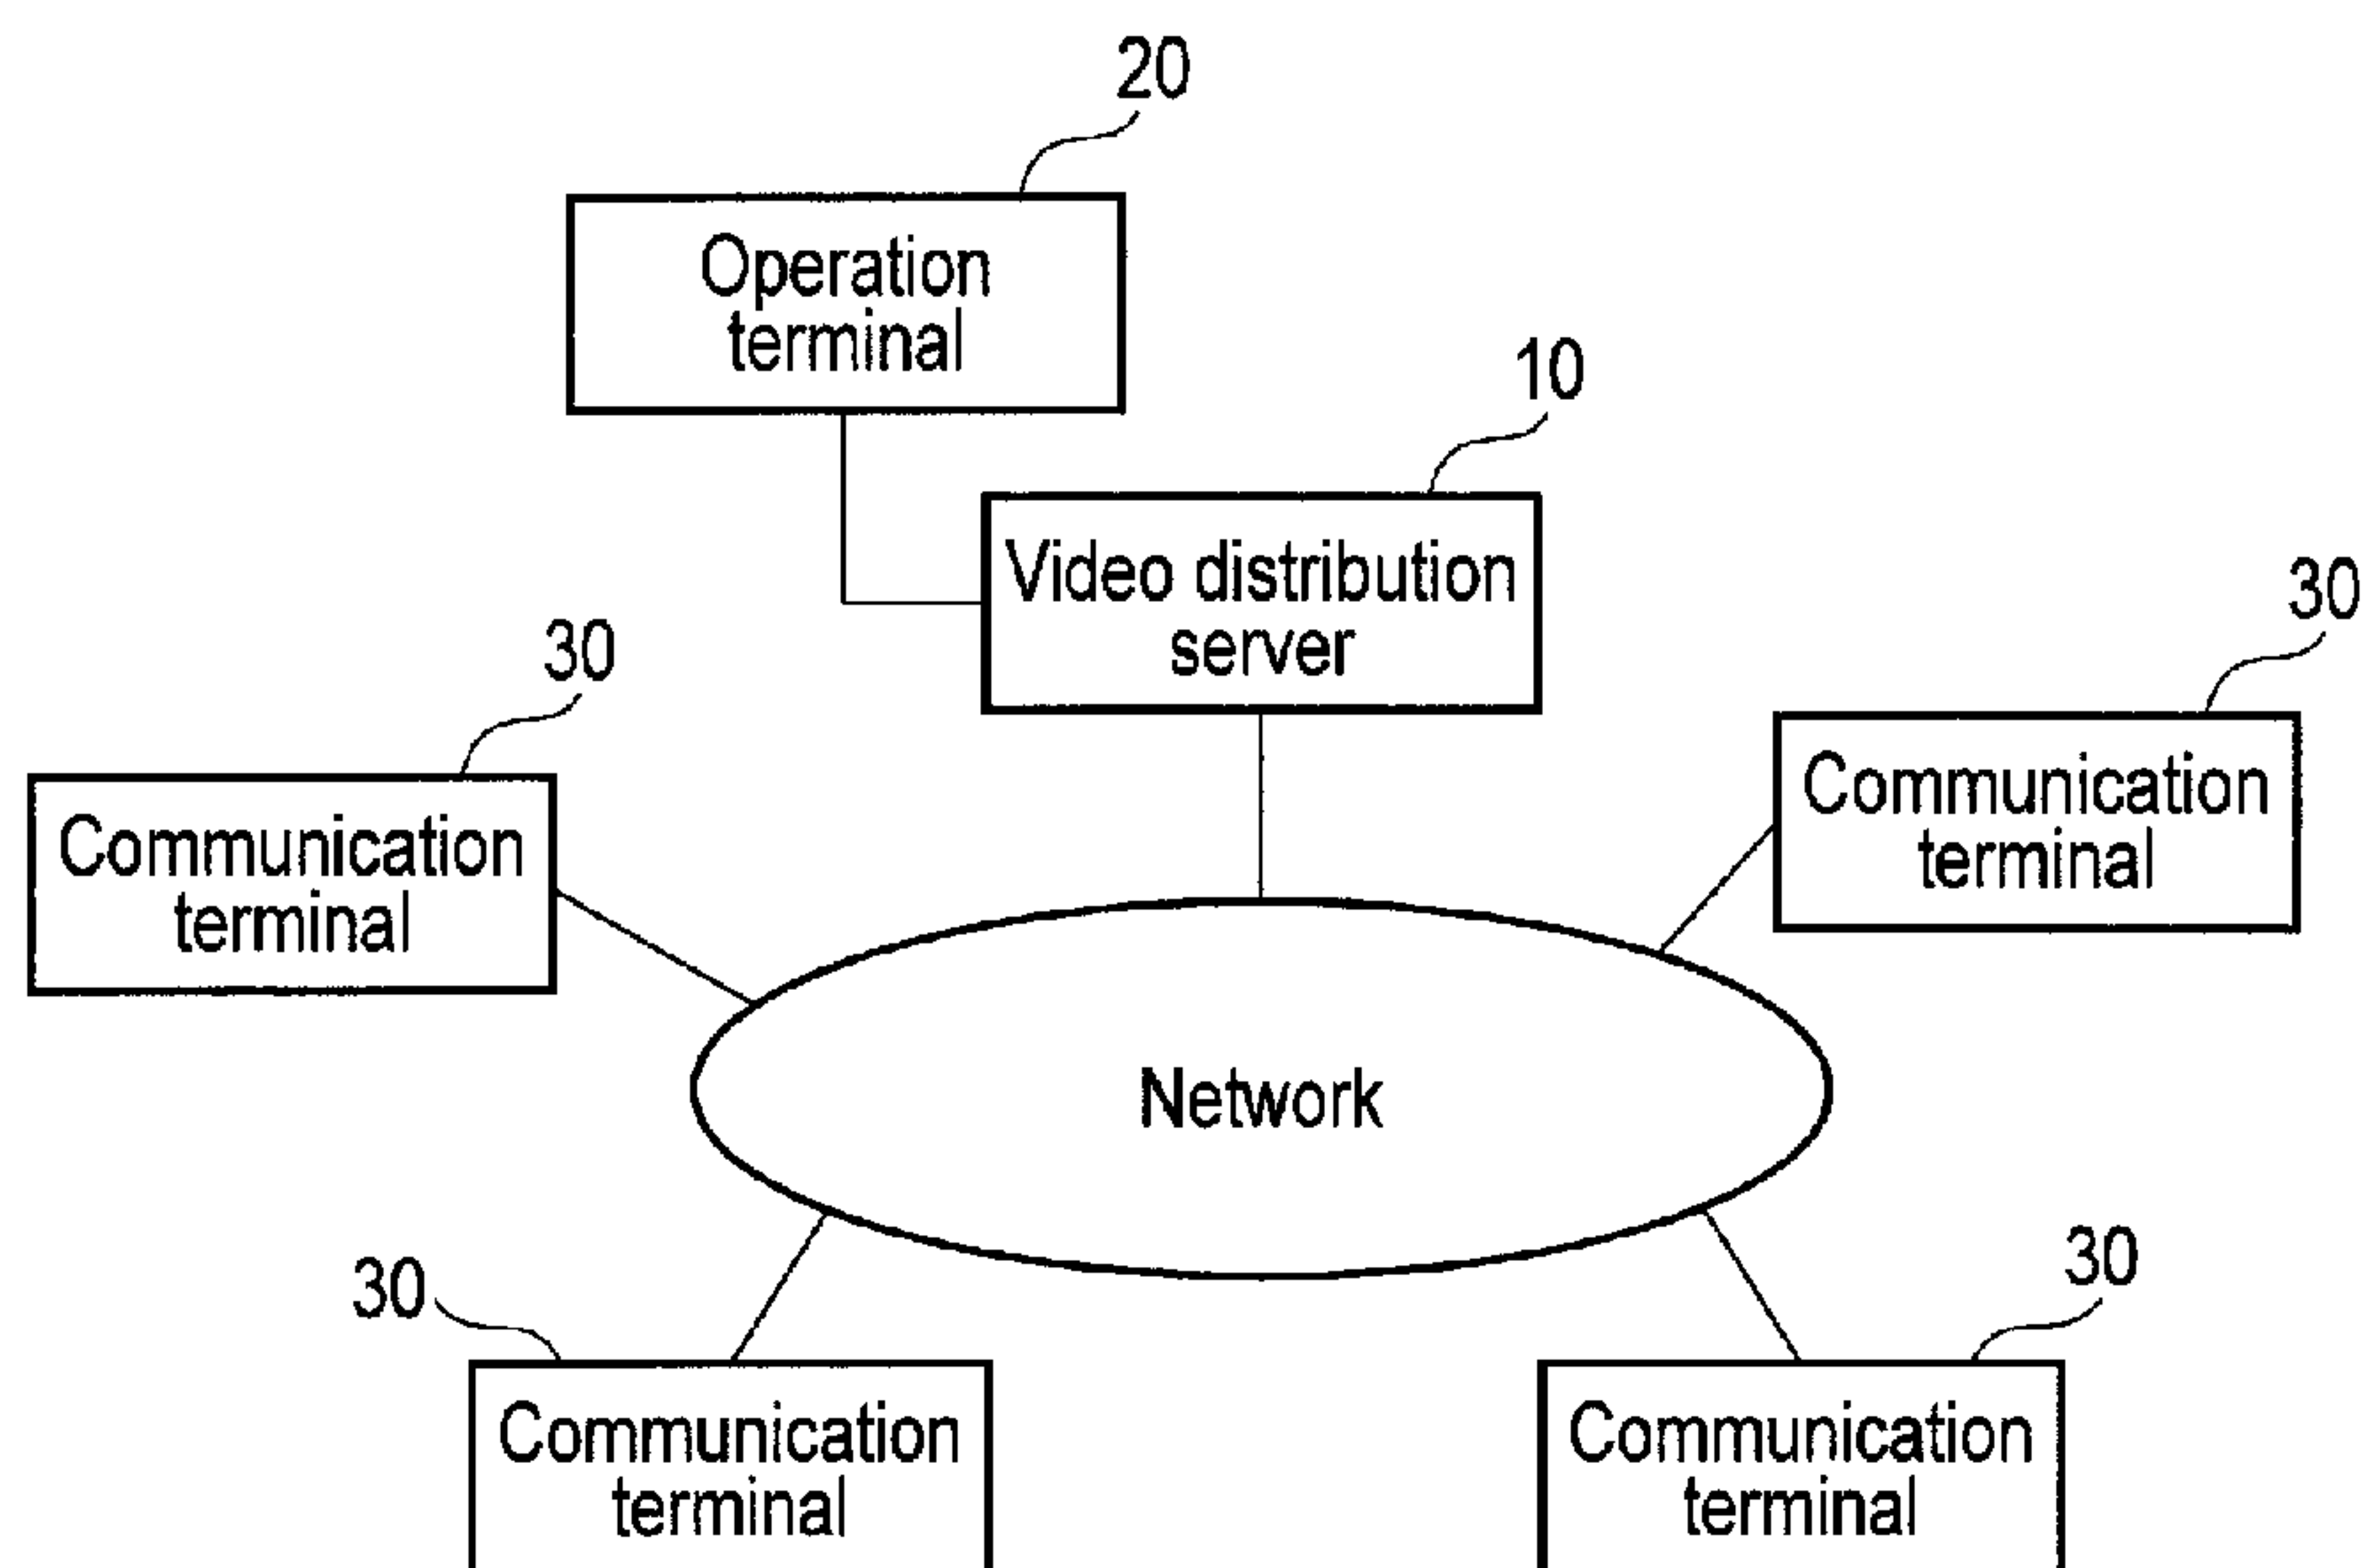 20
Operation
terminal
10
Video distribution
server
30
30
Communication
terminal
Communication
terminal
Network
30
30
Communication
terminal
Communication
terminal